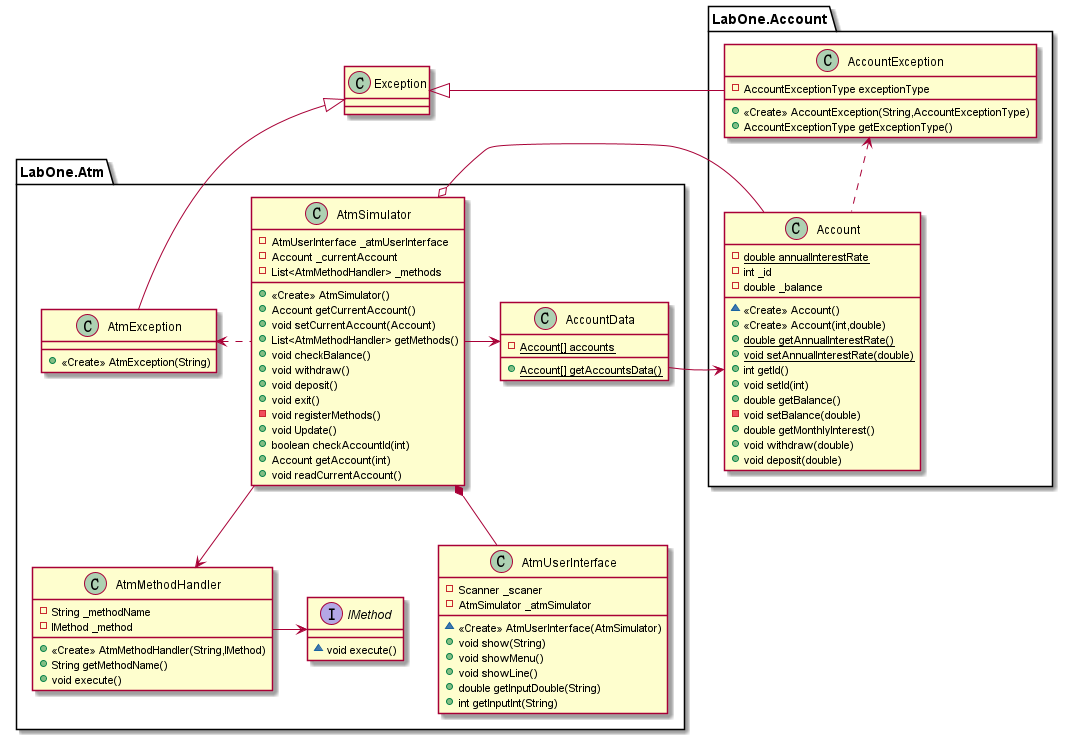 LabOne.Account
C AccountException
AccountExceptionType exceptionType
«Create» AccountException(String,AccountExceptionType)
AccountExceptionType getExceptionType()
C Exception
LabOne.Atm
C AtmSimulator
AtmUserInterface _atmUserInterface
Account _currentAccount
List<AtmMethodHandler> _methods
«Create» AtmSimulator()
Account getCurrentAccount()
void setCurrentAccount(Account)
List<AtmMethodHandler> getMethods()
void checkBalance()
void withdraw()
void deposit()
void exit()
void registerMethods()
void Update()
boolean checkAccountId(int)
Account getAccount(int)
void readCurrentAccount()
C Account
double annualInterestRate
int _id
double _balance
«Create» Account()
«Create» Account(int,double)
double getAnnualInterestRate()
void setAnnualInterestRate(double)
int getId()
void setId(int)
double getBalance()
void setBalance(double)
double getMonthlyInterest()
void withdraw(double)
void deposit(double)
C AtmException
«Create» AtmException(String)
C AccountData
Account[] accounts
Account[] getAccountsData()
C AtmMethodHandler
String _methodName
IMethod _method
«Create» AtmMethodHandler(String,IMethod)
String getMethodName()
void execute()
I IMethod
void execute()
C AtmUserInterface
Scanner _scaner
AtmSimulator _atmSimulator
«Create» AtmUserInterface(AtmSimulator)
void show(String)
void showMenu()
void showLine()
double getInputDouble(String)
int getInputInt(String)